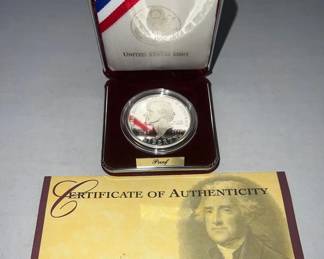 UNITED STATES MINT
Proof
CERTIFICATE OF AUTHENTICITY